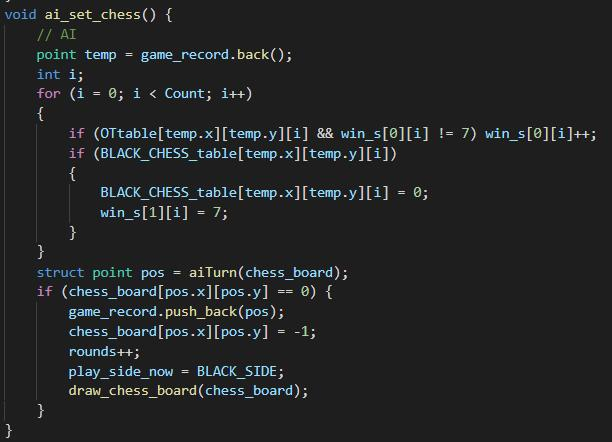 void ai_set_chess() {
    // AI
    point temp = game_record.back();
    int i;
    for (i = 0; i < Count; i++)
    {
        if (OTtable[temp.x][temp.y][i] && win_s[0][i] != 7) win_s[0][i]++;
        if (BLACK_CHESS_table[temp.x][temp.y][i])
        {
            BLACK_CHESS_table[temp.x][temp.y][i] = 0;
            win_s[1][i] = 7;
        }
    }
    struct point pos = aiTurn(chess_board);
    if (chess_board[pos.x][pos.y] == 0) {
        game_record.push_back(pos);
        chess_board[pos.x][pos.y] = -1;
        rounds++;
        play_side_now = BLACK_SIDE;
        draw_chess_board(chess_board);
    }
}